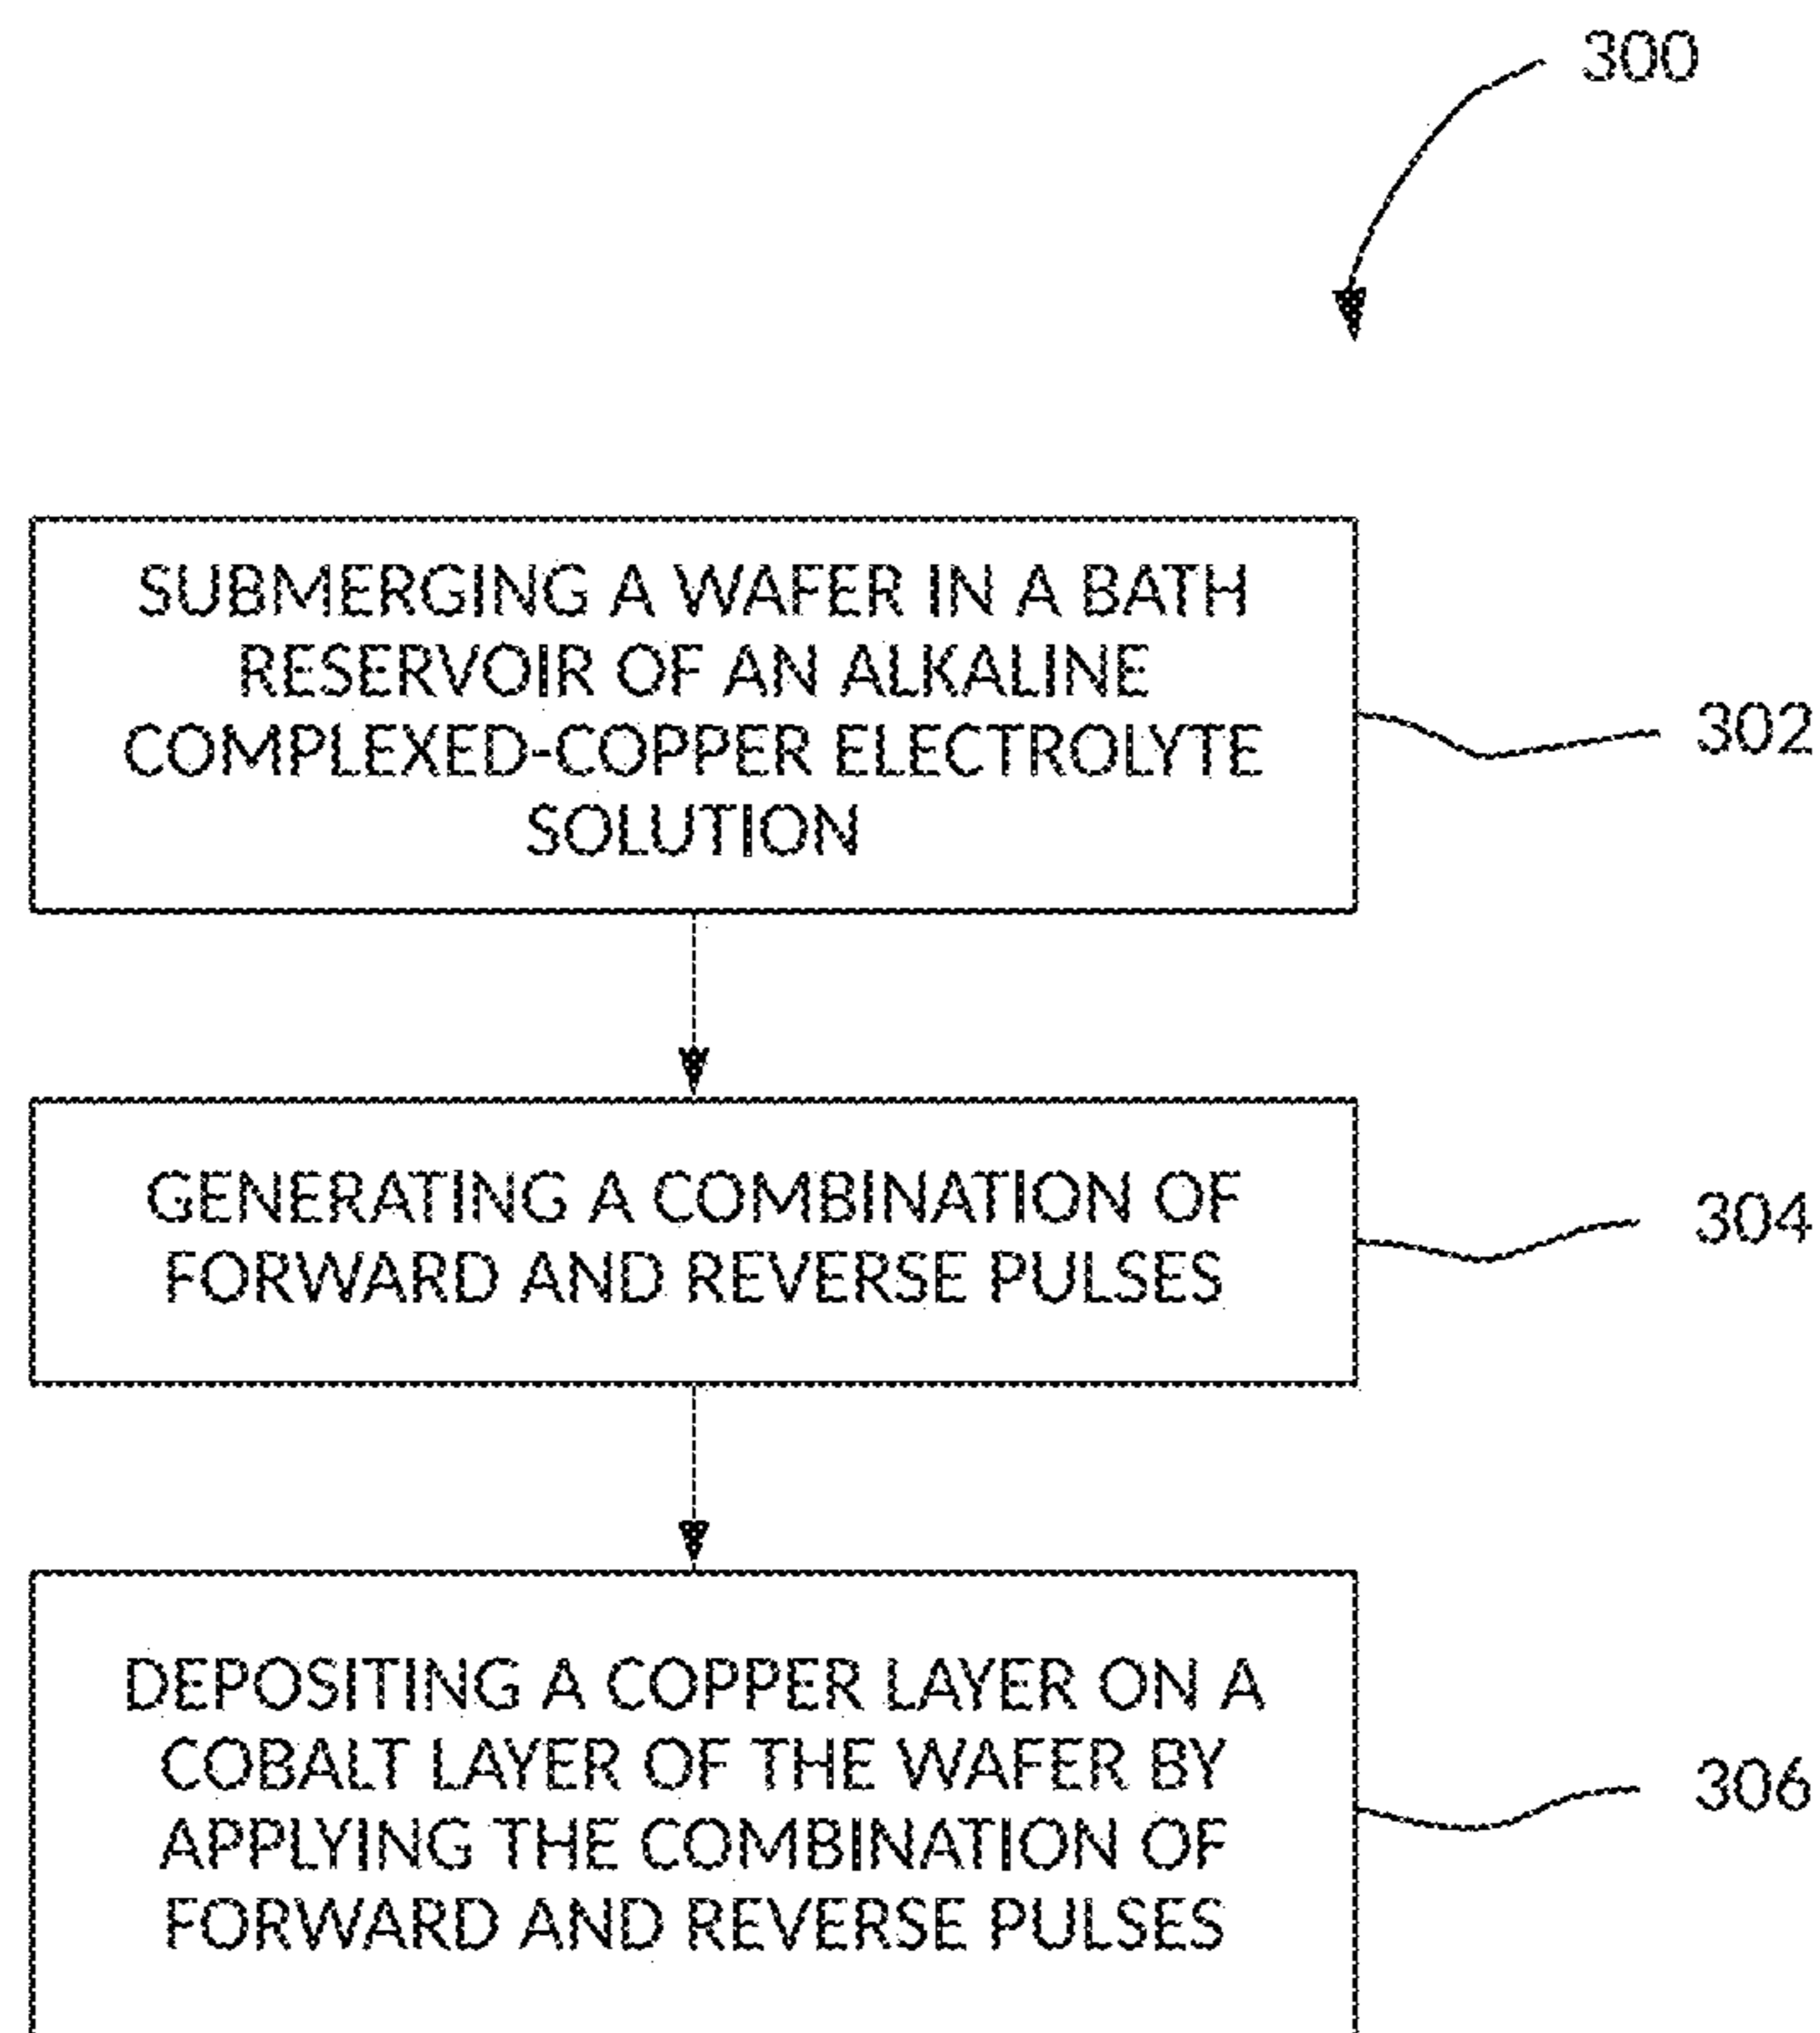 300
SUBMERGING A WAFER IN A BATH
RESERVOIR OF AN ALKALINE
COMPLEXED-COPPER ELECTROLYTE
SOLUTION
302
GENERATING A COMBINATION OF
FORWARD AND REVERSE PULSES
304
DEPOSITING A COPPER LAYER ON A
COBALT LAYER OF THE WAFER BY
APPLYING THE COMBINATION OF
FORWARD AND REVERSE PULSES
306